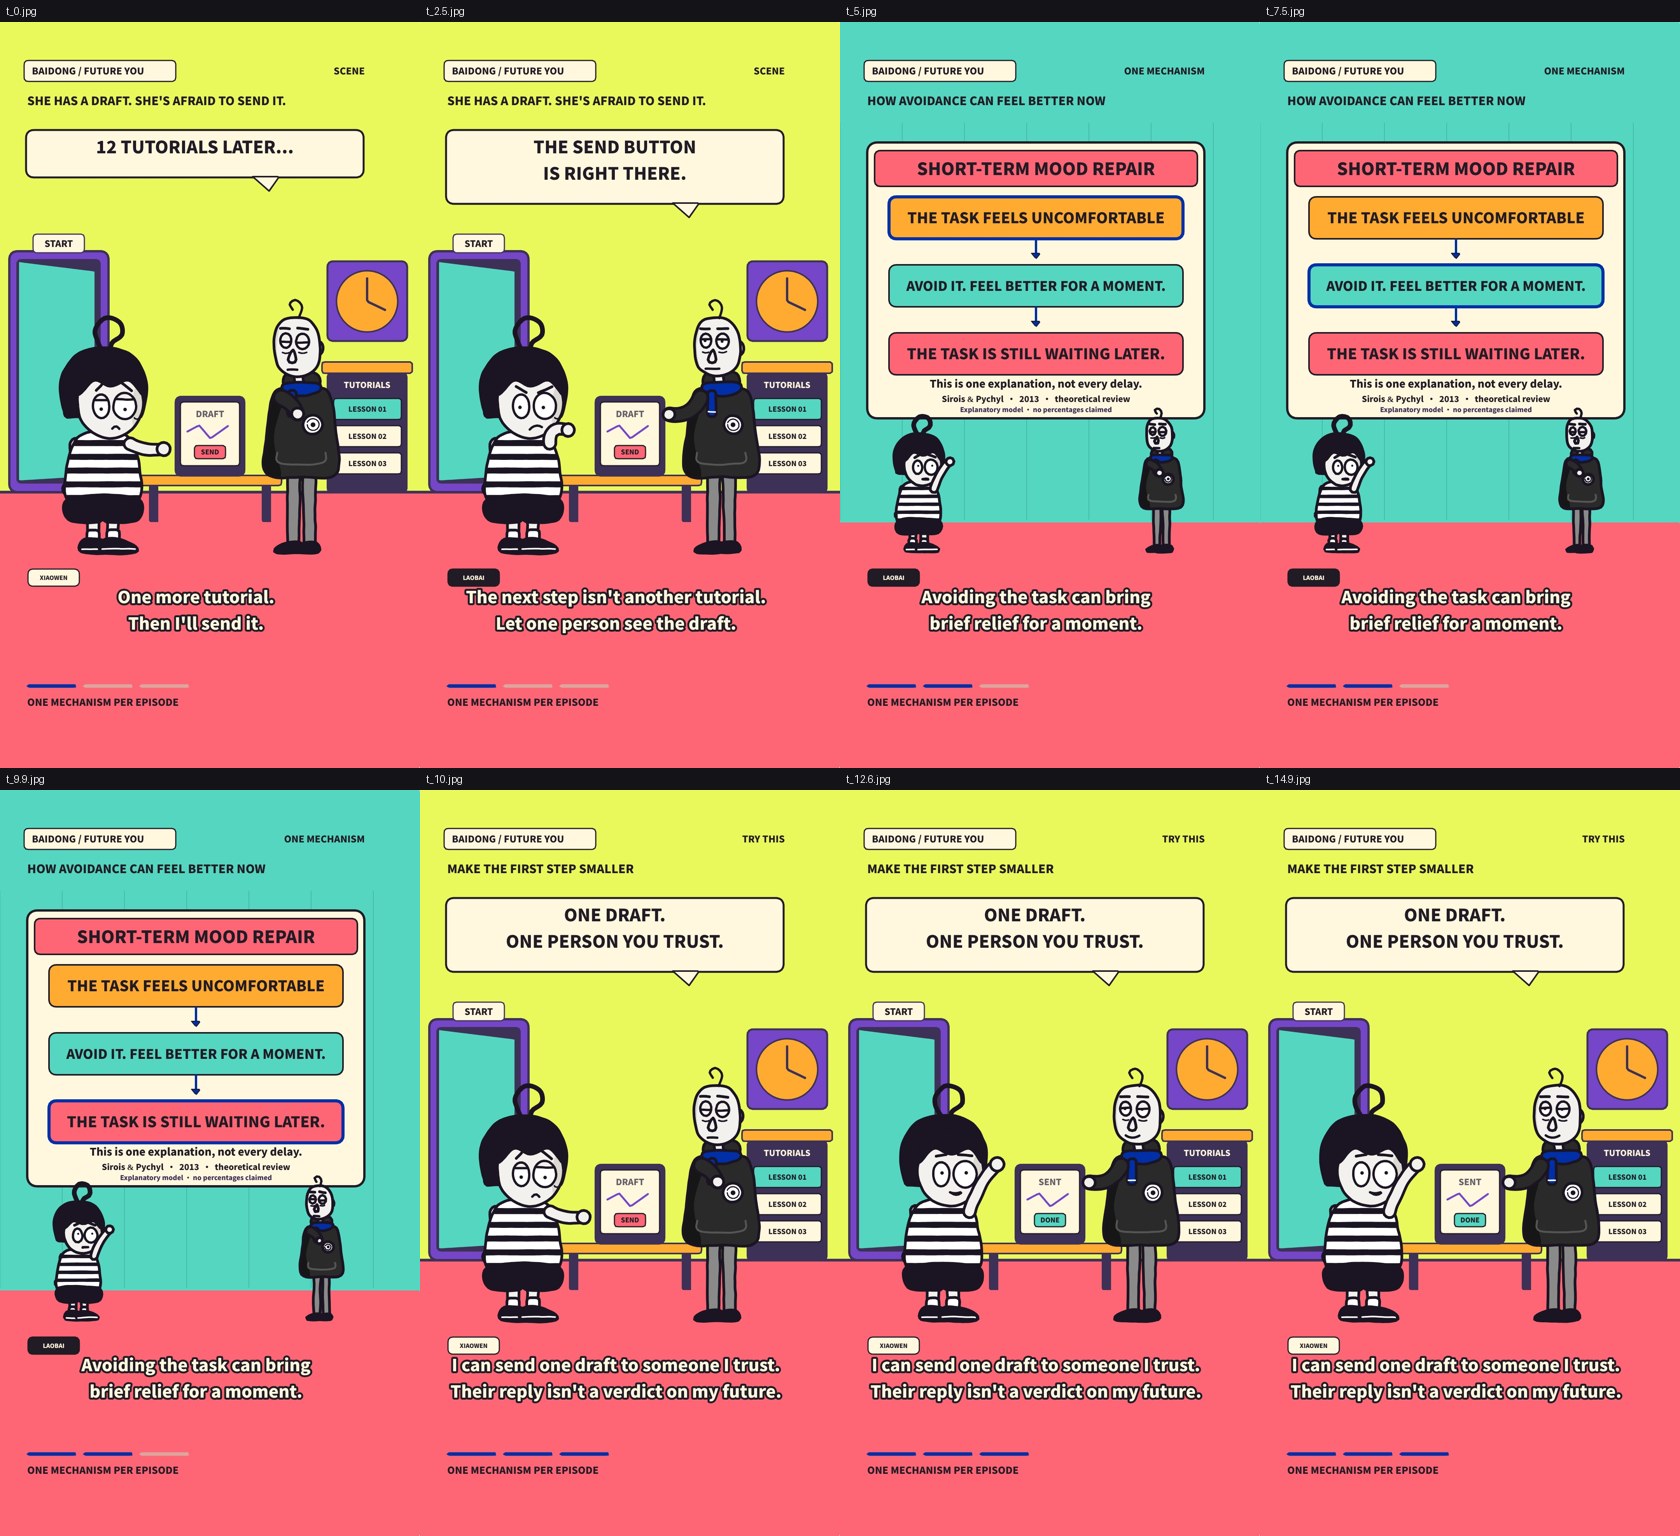 t_0.jpg
BAIDONG / FUTURE YOU
SCENE
SHE HAS A DRAFT. SHE'S AFRAID TO SEND IT.
12 TUTORIALS LATER...
START
TUTORIALS
DRAFT
LESSON 01
LESSON 02
SEND
LESSON 03
XIAOWEN
One more tutorial.
Then I'll send it.
ONE MECHANISM PER EPISODE
t_2.5.jpg
BAIDONG / FUTURE YOU
SCENE
SHE HAS A DRAFT. SHE'S AFRAID TO SEND IT.
THE SEND BUTTON
IS RIGHT THERE.
START
TUTORIALS
DRAFT
LESSON 01
LESSON 02
SEND
LESSON 03
LAOBAI
The next step isn't another tutorial.
Let one person see the draft.
ONE MECHANISM PER EPISODE
t_5.jpg
BAIDONG / FUTURE YOU
ONE MECHANISM
HOW AVOIDANCE CAN FEEL BETTER NOW
SHORT-TERM MOOD REPAIR
THE TASK FEELS UNCOMFORTABLE
AVOID IT. FEEL BETTER FOR A MOMENT.
THE TASK IS STILL WAITING LATER.
This is one explanation, not every delay.
Sirois & Pychyl • 2013 • theoretical review
Explanatory model • no percentages claimed
LAOBAI
Avoiding the task can bring
brief relief for a moment.
ONE MECHANISM PER EPISODE
t_7.5.jpg
BAIDONG / FUTURE YOU
ONE MECHANISM
HOW AVOIDANCE CAN FEEL BETTER NOW
SHORT-TERM MOOD REPAIR
THE TASK FEELS UNCOMFORTABLE
AVOID IT. FEEL BETTER FOR A MOMENT.
THE TASK IS STILL WAITING LATER.
This is one explanation, not every delay.
Sirois & Pychyl • 2013 • theoretical review
Explanatory model • no percentages claimed
LAOBAI
Avoiding the task can bring
brief relief for a moment.
ONE MECHANISM PER EPISODE
t_9.9.jpg
BAIDONG / FUTURE YOU
ONE MECHANISM
HOW AVOIDANCE CAN FEEL BETTER NOW
SHORT-TERM MOOD REPAIR
THE TASK FEELS UNCOMFORTABLE
AVOID IT. FEEL BETTER FOR A MOMENT.
THE TASK IS STILL WAITING LATER.
This is one explanation, not every delay.
Sirois & Pychyl • 2013 • theoretical review
Explanatory model • no percentages claimed
LAOBAI
Avoiding the task can bring
brief relief for a moment.
ONE MECHANISM PER EPISODE
t_10.jpg
BAIDONG / FUTURE YOU
TRY THIS
MAKE THE FIRST STEP SMALLER
ONE DRAFT.
ONE PERSON YOU TRUST.
START
TUTORIALS
DRAFT
LESSON 01
LESSON 02
SEND
LESSON 03
XIAOWEN
I can send one draft to someone I trust.
Their reply isn't a verdict on my future.
ONE MECHANISM PER EPISODE
t_12.6.jpg
BAIDONG / FUTURE YOU
TRY THIS
MAKE THE FIRST STEP SMALLER
ONE DRAFT.
ONE PERSON YOU TRUST.
START
TUTORIALS
SENT
LESSON 01
LESSON 02
DONE
LESSON 03
XIAOWEN
I can send one draft to someone I trust.
Their reply isn't a verdict on my future.
ONE MECHANISM PER EPISODE
t_14.9.jpg
BAIDONG / FUTURE YOU
TRY THIS
MAKE THE FIRST STEP SMALLER
ONE DRAFT.
ONE PERSON YOU TRUST.
START
TUTORIALS
SENT
LESSON 01
LESSON 02
DONE
LESSON 03
XIAOWEN
I can send one draft to someone I trust.
Their reply isn't a verdict on my future.
ONE MECHANISM PER EPISODE